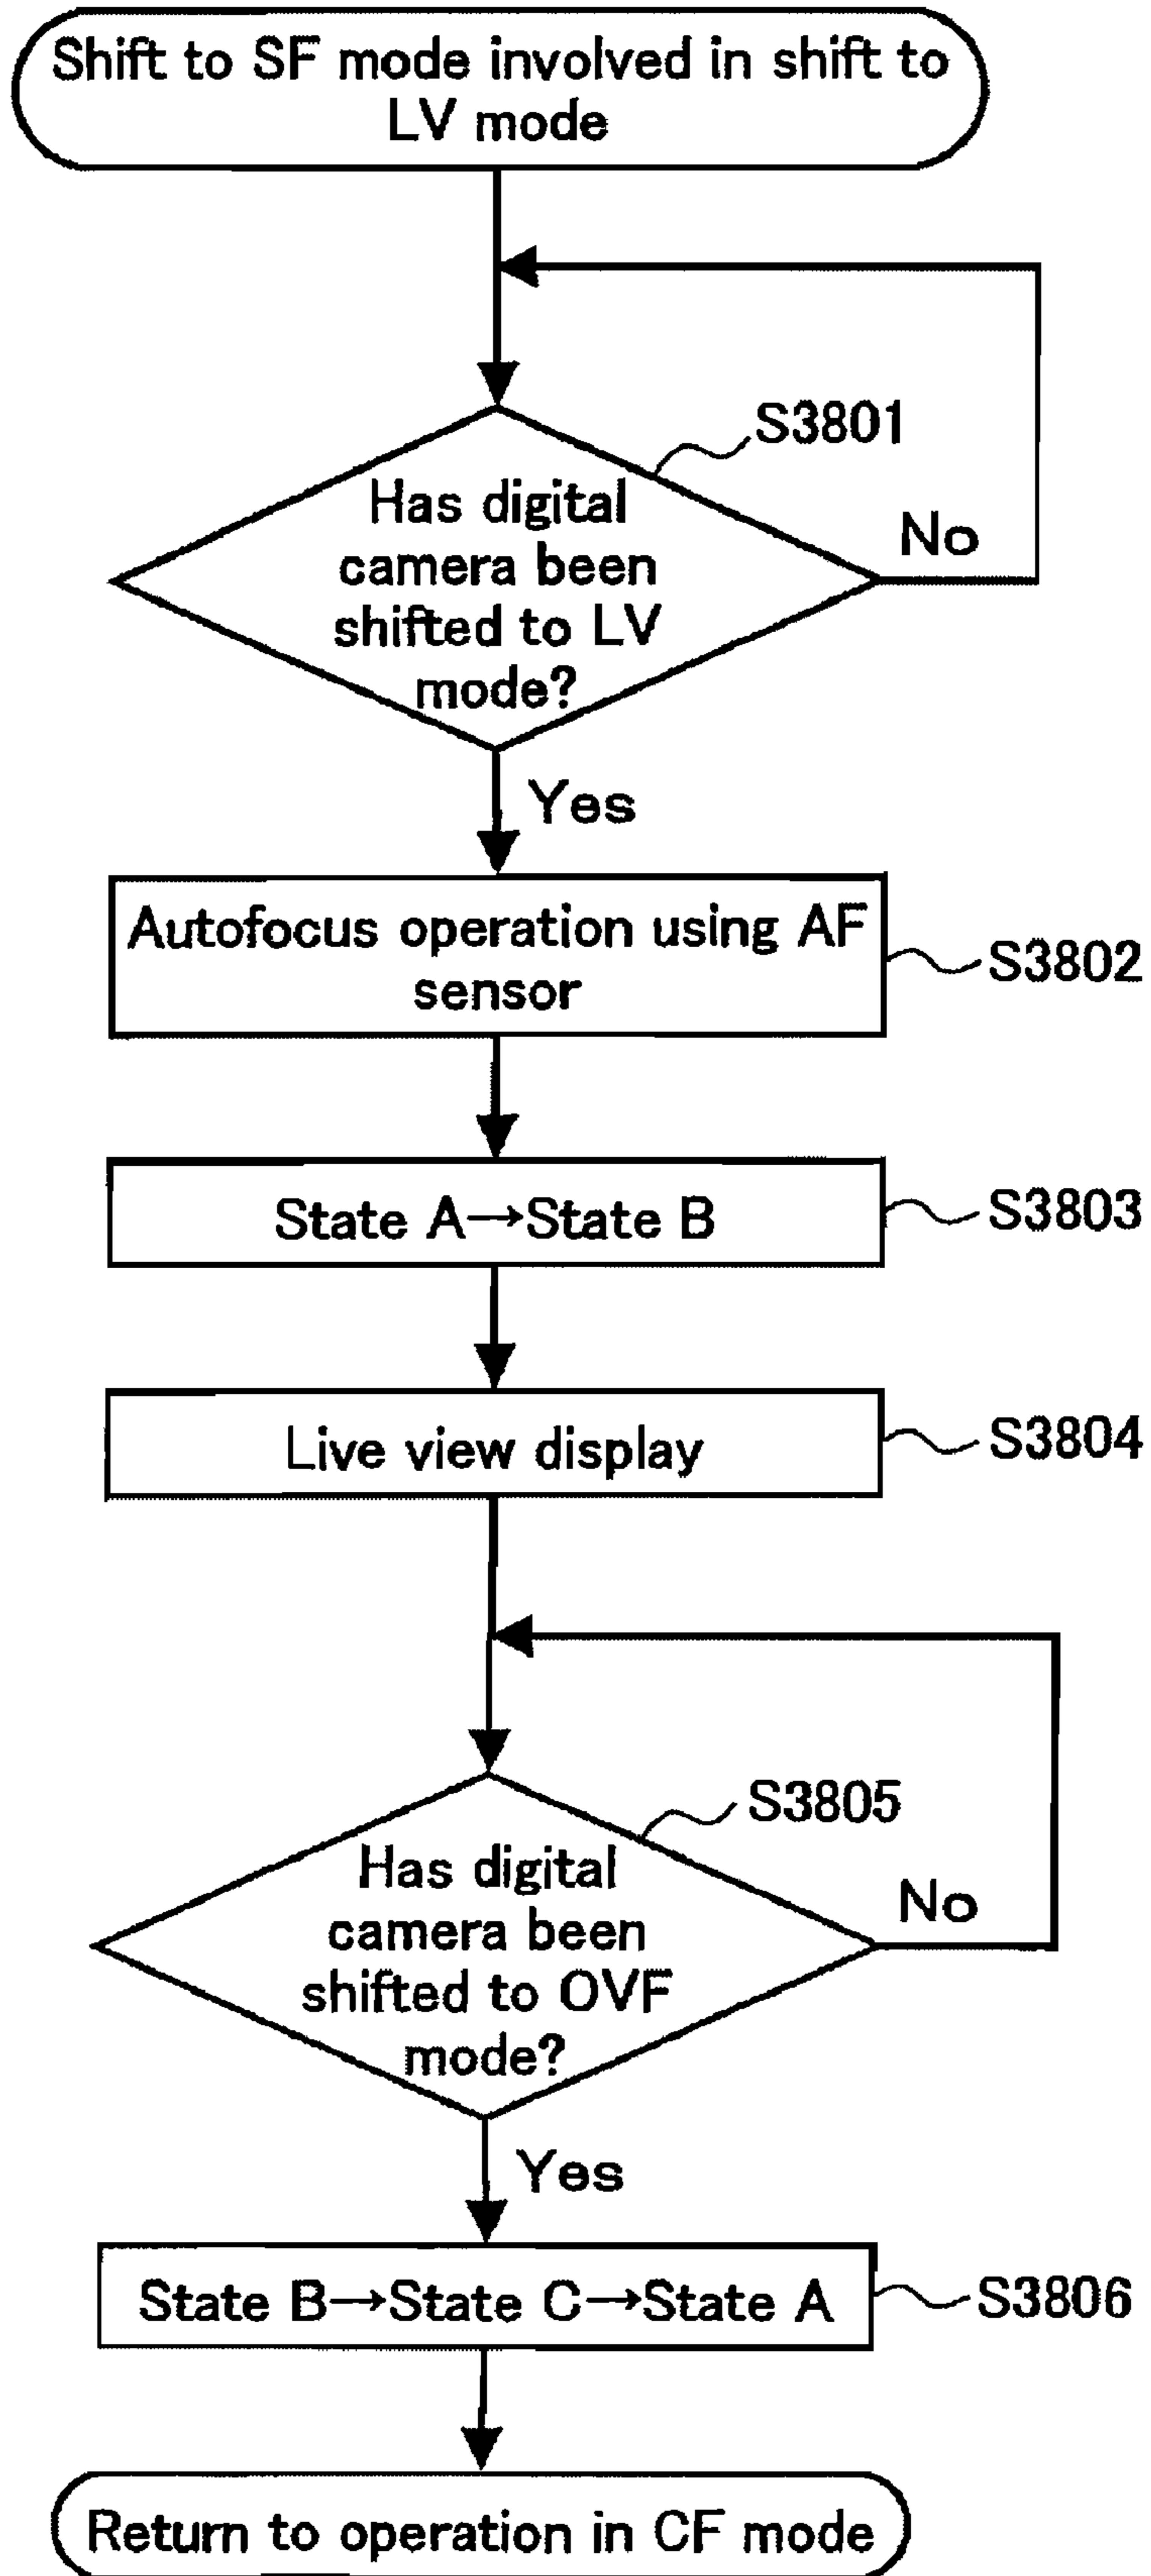 Shift to SF mode involved in shift to
LV mode
S3801
Has digital
camera been
shifted to LV
mode?
No
Yes
Autofocus operation using AF
sensor
S3802
State A→State B
S3803
Live view display
S3804
S3805
Has digital
camera been
shifted to OVF
mode?
No
Yes
State B→State C→State A
S3806
Return to operation in CF mode